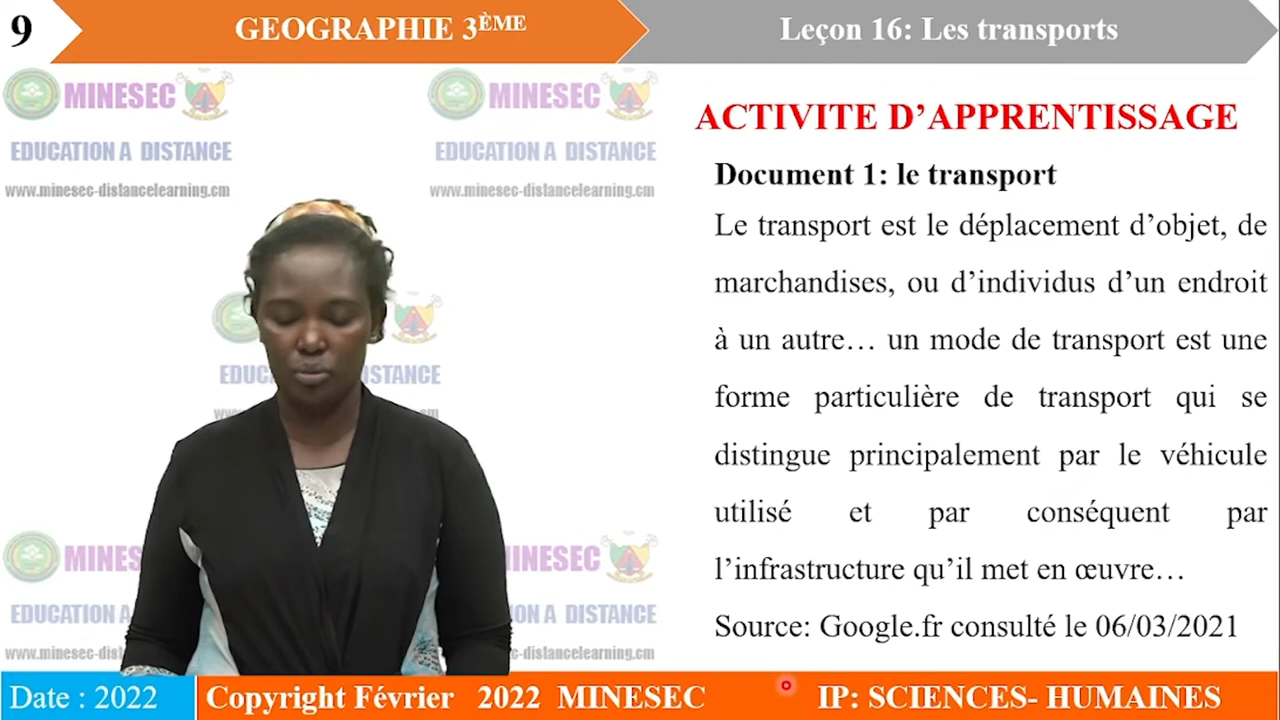 9
GEOGRAPHIE 3ÈME
Leçon 16: Les transports
MINESEC
EDUCATION A DISTANCE
www.minesec-distancelearning.cm
MINESEC
EDUCATION A DISTANCE
www.minesec-distancelearning.cm
ACTIVITE D’APPRENTISSAGE
Document 1: le transport
Le transport est le déplacement d’objet, de
marchandises, ou d’individus d’un endroit
à un autre… un mode de transport est une
forme particulière de transport qui se
distingue principalement par le véhicule
utilisé et par conséquent par
l’infrastructure qu’il met en œuvre…
Source: Google.fr consulté le 06/03/2021
Date : 2022
Copyright Février 2022 MINESEC
IP: SCIENCES- HUMAINES